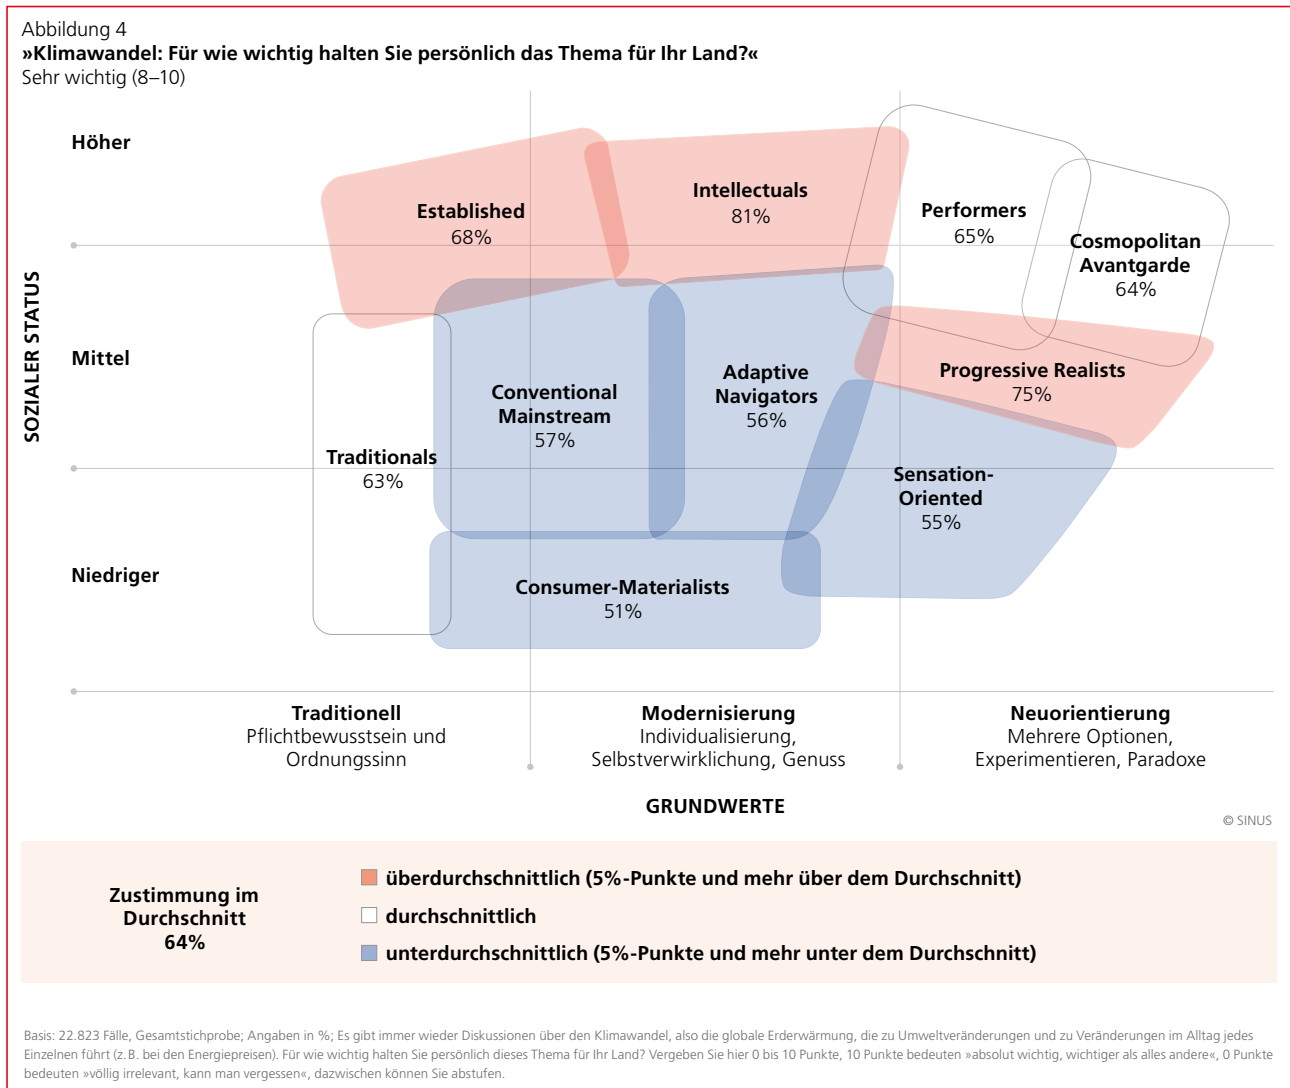 Abbildung 4
»Klimawandel: Für wie wichtig halten Sie persönlich das Thema für Ihr Land?«
Sehr wichtig (8–10)
SOZIALER STATUS
Höher
Mittel
Niedriger
Established
68%
Intellectuals
81%
Performers
65%
Cosmopolitan
Avantgarde
64%
Progressive Realists
75%
Adaptive
Navigators
56%
Conventional
Mainstream
57%
Traditionals
63%
Sensation-
Oriented
55%
Consumer-Materialists
51%
Traditionell
Pflichtbewusstsein und
Ordnungssinn
Modernisierung
Individualisierung,
Selbstverwirklichung, Genuss
Neuorientierung
Mehrere Optionen,
Experimentieren, Paradoxe
GRUNDWERTE
© SINUS
Zustimmung im
Durchschnitt
64%
überdurchschnittlich (5%-Punkte und mehr über dem Durchschnitt)
durchschnittlich
unterdurchschnittlich (5%-Punkte und mehr unter dem Durchschnitt)
Basis: 22.823 Fälle, Gesamtstichprobe; Angaben in %; Es gibt immer wieder Diskussionen über den Klimawandel, also die globale Erderwärmung, die zu Umweltveränderungen und zu Veränderungen im Alltag jedes
Einzelnen führt (z. B. bei den Energiepreisen). Für wie wichtig halten Sie persönlich dieses Thema für Ihr Land? Vergeben Sie hier 0 bis 10 Punkte, 10 Punkte bedeuten »absolut wichtig, wichtiger als alles andere«, 0 Punkte
bedeuten »völlig irrelevant, kann man vergessen«, dazwischen können Sie abstufen.